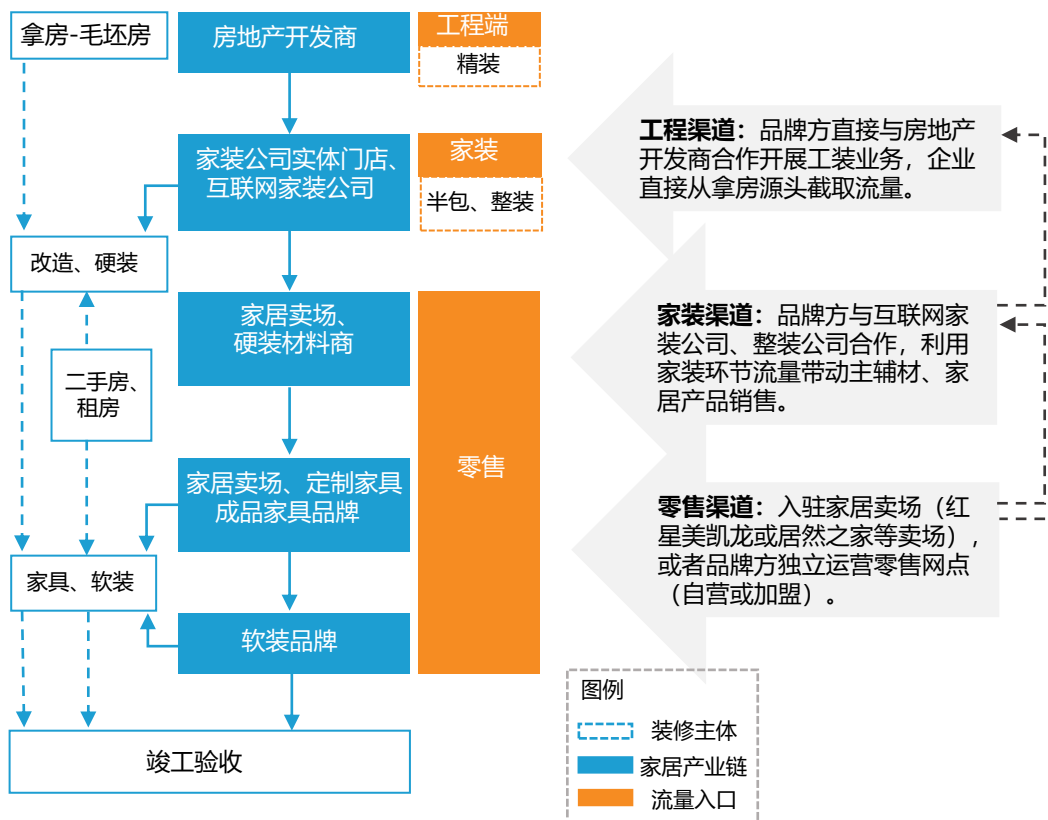 拿房-毛坯房
房地产开发商
工程端
精装
家装公司实体门店、
互联网家装公司
家装
半包、整装
改造、硬装
家居卖场、
硬装材料商
二手房、
租房
零售
家居卖场、定制家具
成品家具品牌
家具、软装
软装品牌
竣工验收
工程渠道：品牌方直接与房地产
开发商合作开展工装业务，企业
直接从拿房源头截取流量。
家装渠道：品牌方与互联网家
装公司、整装公司合作，利用
家装环节流量带动主辅材、家
居产品销售。
零售渠道：入驻家居卖场（红
星美凯龙或居然之家等卖场），
或者品牌方独立运营零售网点
（自营或加盟）。
图例
装修主体
家居产业链
流量入口